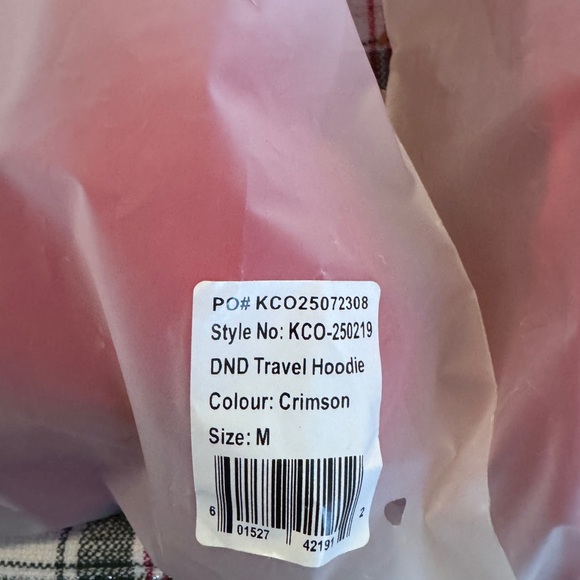 PO# KCO25072308
Style No: KCO-250219
DND Travel Hoodie
Colour: Crimson
Size: M
6 01527 42191 2